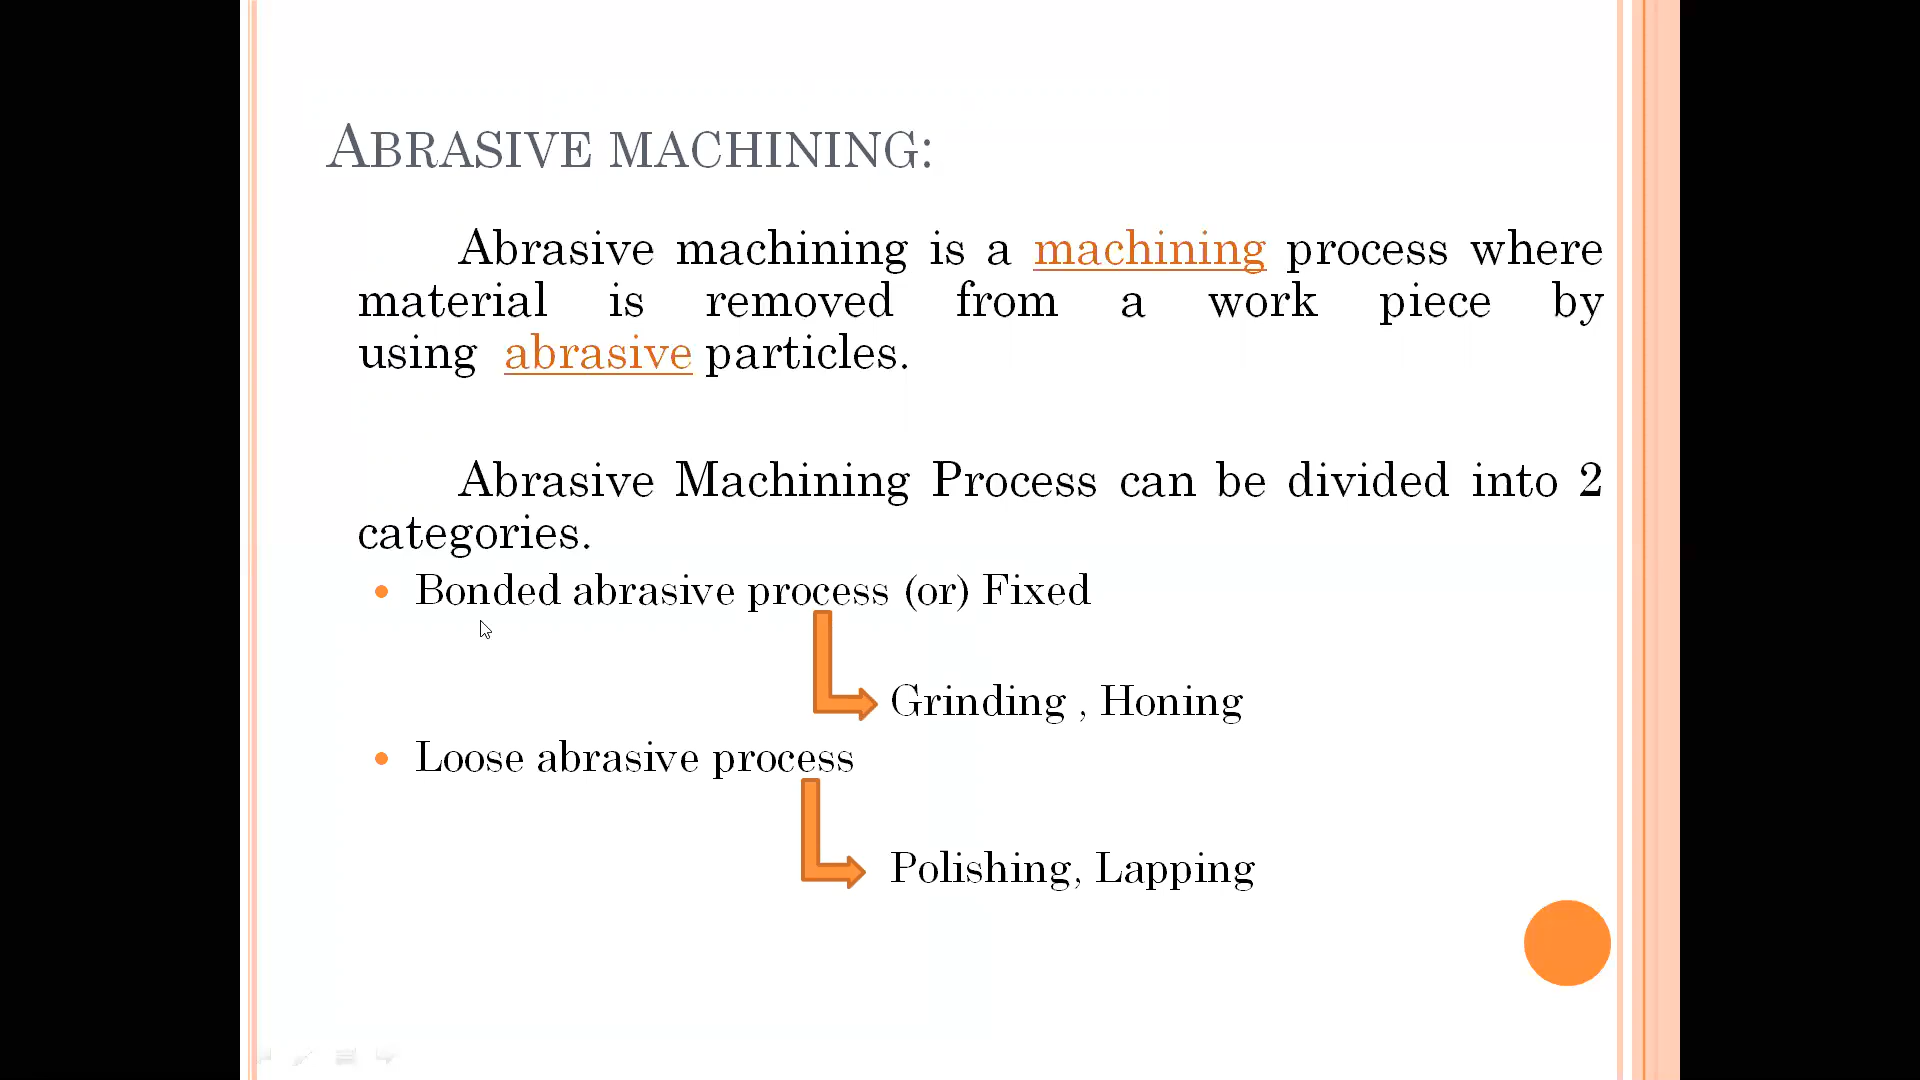 ABRASIVE MACHINING:
Abrasive machining is a machining process where
material is removed from a work piece by
using abrasive particles.
Abrasive Machining Process can be divided into 2
categories.
• Bonded abrasive process (or) Fixed
Grinding , Honing
• Loose abrasive process
Polishing, Lapping